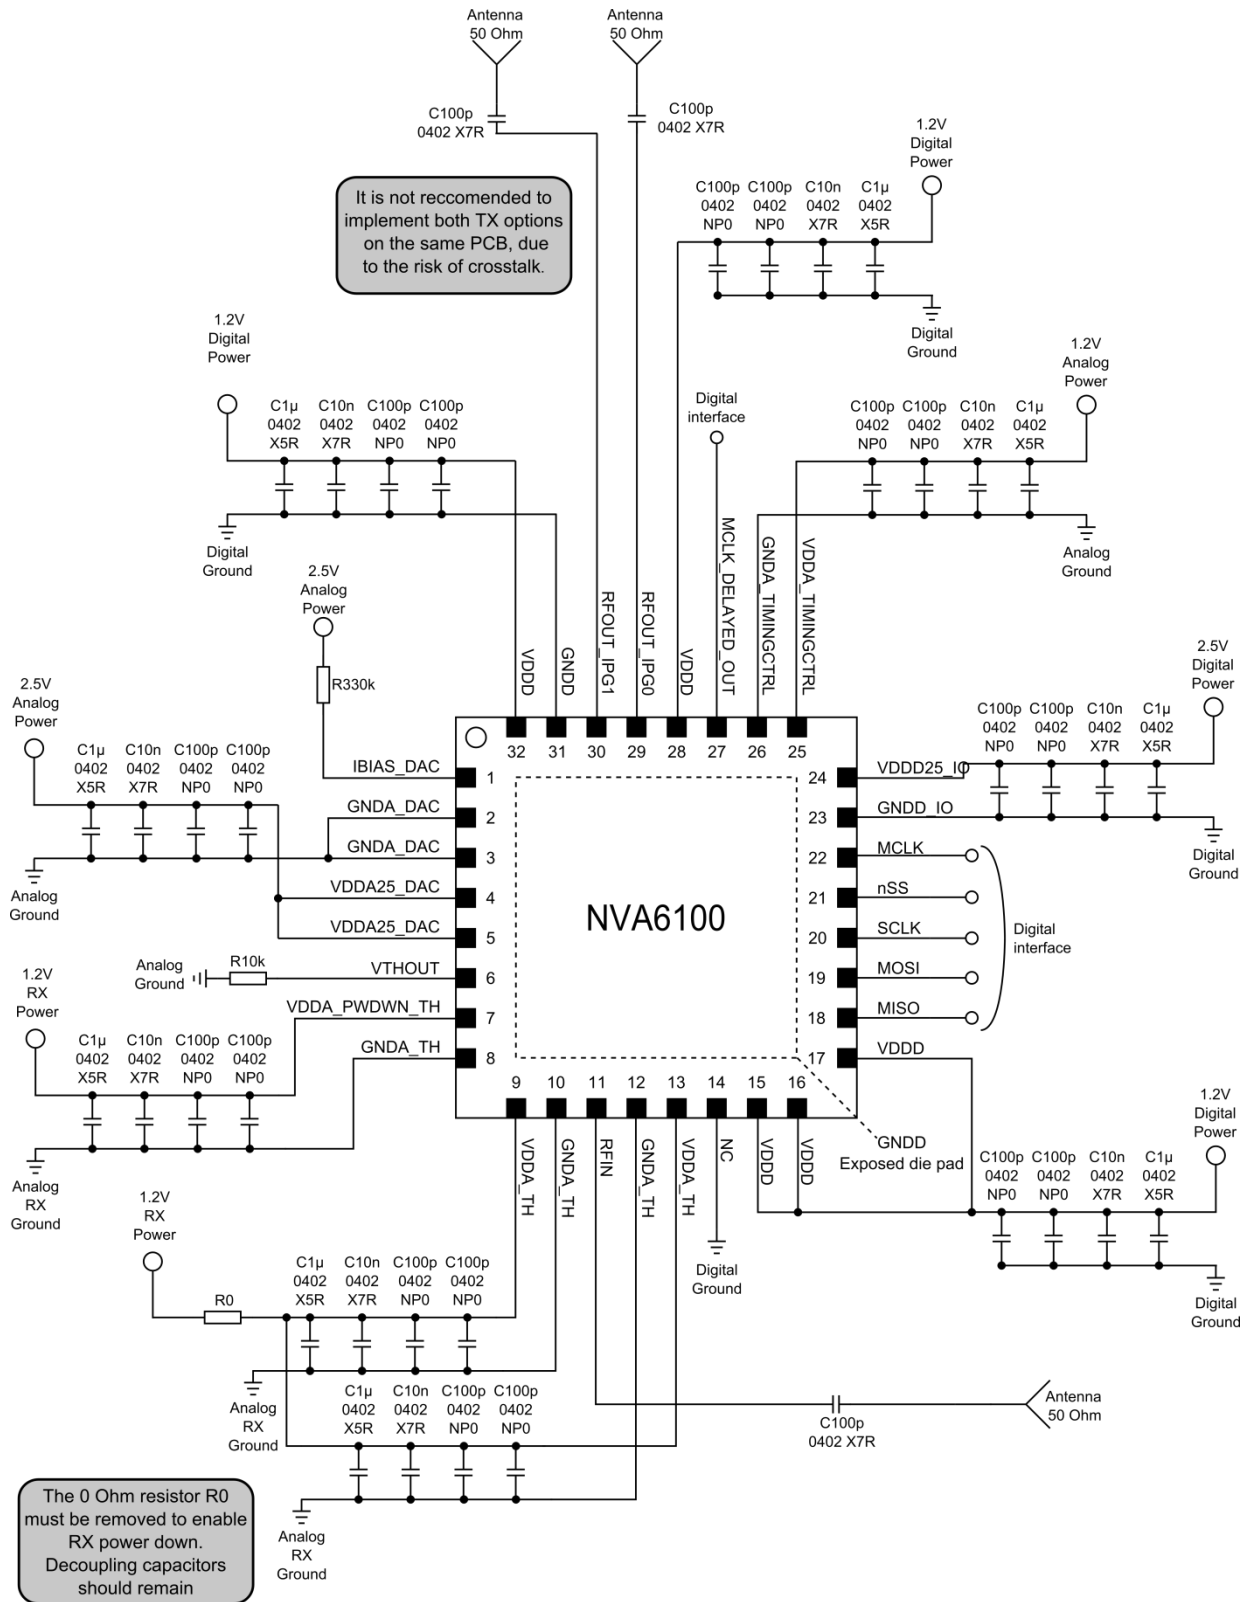 Antenna
50 Ohm
Antenna
50 Ohm
C100p
0402 X7R
C100p
0402 X7R
It is not reccomended to
implement both TX options
on the same PCB, due
to the risk of crosstalk.
1.2V
Digital
Power
C100p C100p C10n C1µ
0402 0402 0402 0402
NP0 NP0 X7R X5R
Digital
Ground
1.2V
Digital
Power
C1µ C10n C100p C100p
0402 0402 0402 0402
X5R X7R NP0 NP0
Digital
Ground
Digital
interface
1.2V
Analog
Power
C100p C100p C10n C1µ
0402 0402 0402 0402
NP0 NP0 X7R X5R
Analog
Ground
2.5V
Analog
Power
R330k
VDDD
GNDD
RFOUT_IPG1
RFOUT_IPG0
VDDD
MCLK_DELAYED_OUT
GNDA_TIMINGCTRL
VDDA_TIMINGCTRL
32 31 30 29 28 27 26 25
2.5V
Analog
Power
C1µ C10n C100p C100p
0402 0402 0402 0402
X5R X7R NP0 NP0
Analog
Ground
IBIAS_DAC 1
GNDA_DAC 2
GNDA_DAC 3
VDDA25_DAC 4
VDDA25_DAC 5
Analog
Ground
R10k
VTHOUT 6
VDDA_PWDWN_TH 7
GNDA_TH 8
NVA6100
2.5V
Digital
Power
C100p C100p C10n C1µ
0402 0402 0402 0402
NP0 NP0 X7R X5R
Digital
Ground
24 VDDD25_IO
23 GNDD_IO
22 MCLK
21 nSS
20 SCLK
19 MOSI
18 MISO
17 VDDD
Digital
interface
1.2V
RX
Power
C1µ C10n C100p C100p
0402 0402 0402 0402
X5R X7R NP0 NP0
Analog
RX
Ground
9 10 11 12 13 14 15 16
VDDA_TH
GNDA_TH
RFIN
GNDA_TH
VDDA_TH
NC
VDDD
VDDD
GNDD
Exposed die pad
Digital
Ground
1.2V
Digital
Power
C100p C100p C10n C1µ
0402 0402 0402 0402
NP0 NP0 X7R X5R
Digital
Ground
1.2V
RX
Power
R0
C1µ C10n C100p C100p
0402 0402 0402 0402
X5R X7R NP0 NP0
Analog
RX
Ground
C1µ C10n C100p C100p
0402 0402 0402 0402
X5R X7R NP0 NP0
Analog
RX
Ground
C100p
0402 X7R
Antenna
50 Ohm
The 0 Ohm resistor R0
must be removed to enable
RX power down.
Decoupling capacitors
should remain